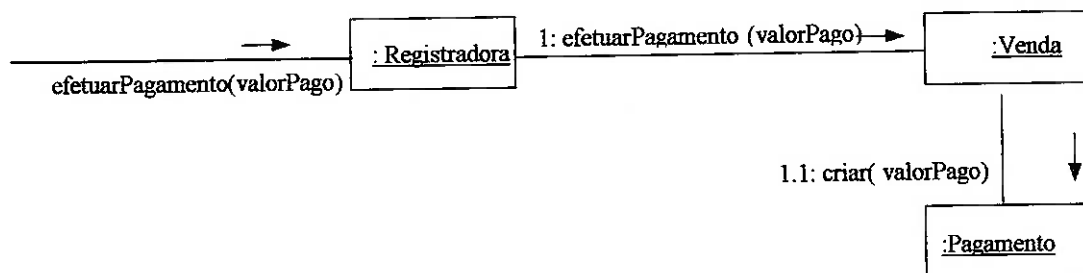 : Registradora
1: efetuarPagamento (valorPago)
:Venda
efetuarPagamento(valorPago)
1.1: criar( valorPago)
:Pagamento